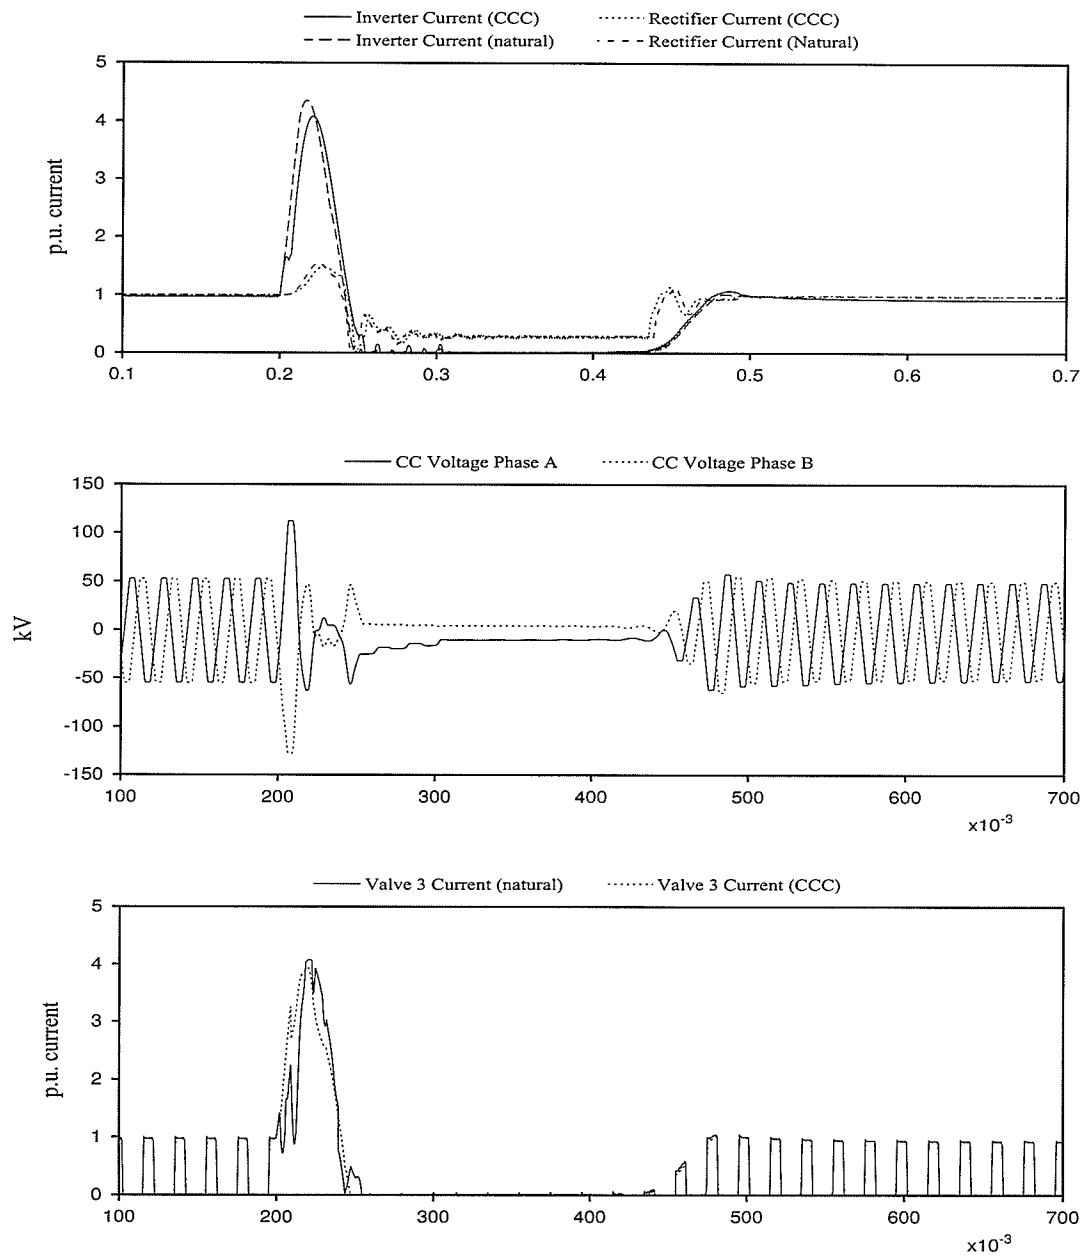 Inverter Current (CCC) Rectifier Current (CCC)
Inverter Current (natural) Rectifier Current (Natural)
5
4
3
2
1
0
p.u. current
0.1 0.2 0.3 0.4 0.5 0.6 0.7
CC Voltage Phase A CC Voltage Phase B
150
100
50
0
-50
-100
-150
kV
100 200 300 400 500 600 700
x10-3
Valve 3 Current (natural) Valve 3 Current (CCC)
5
4
3
2
1
0
p.u. current
100 200 300 400 500 600 700
x10-3